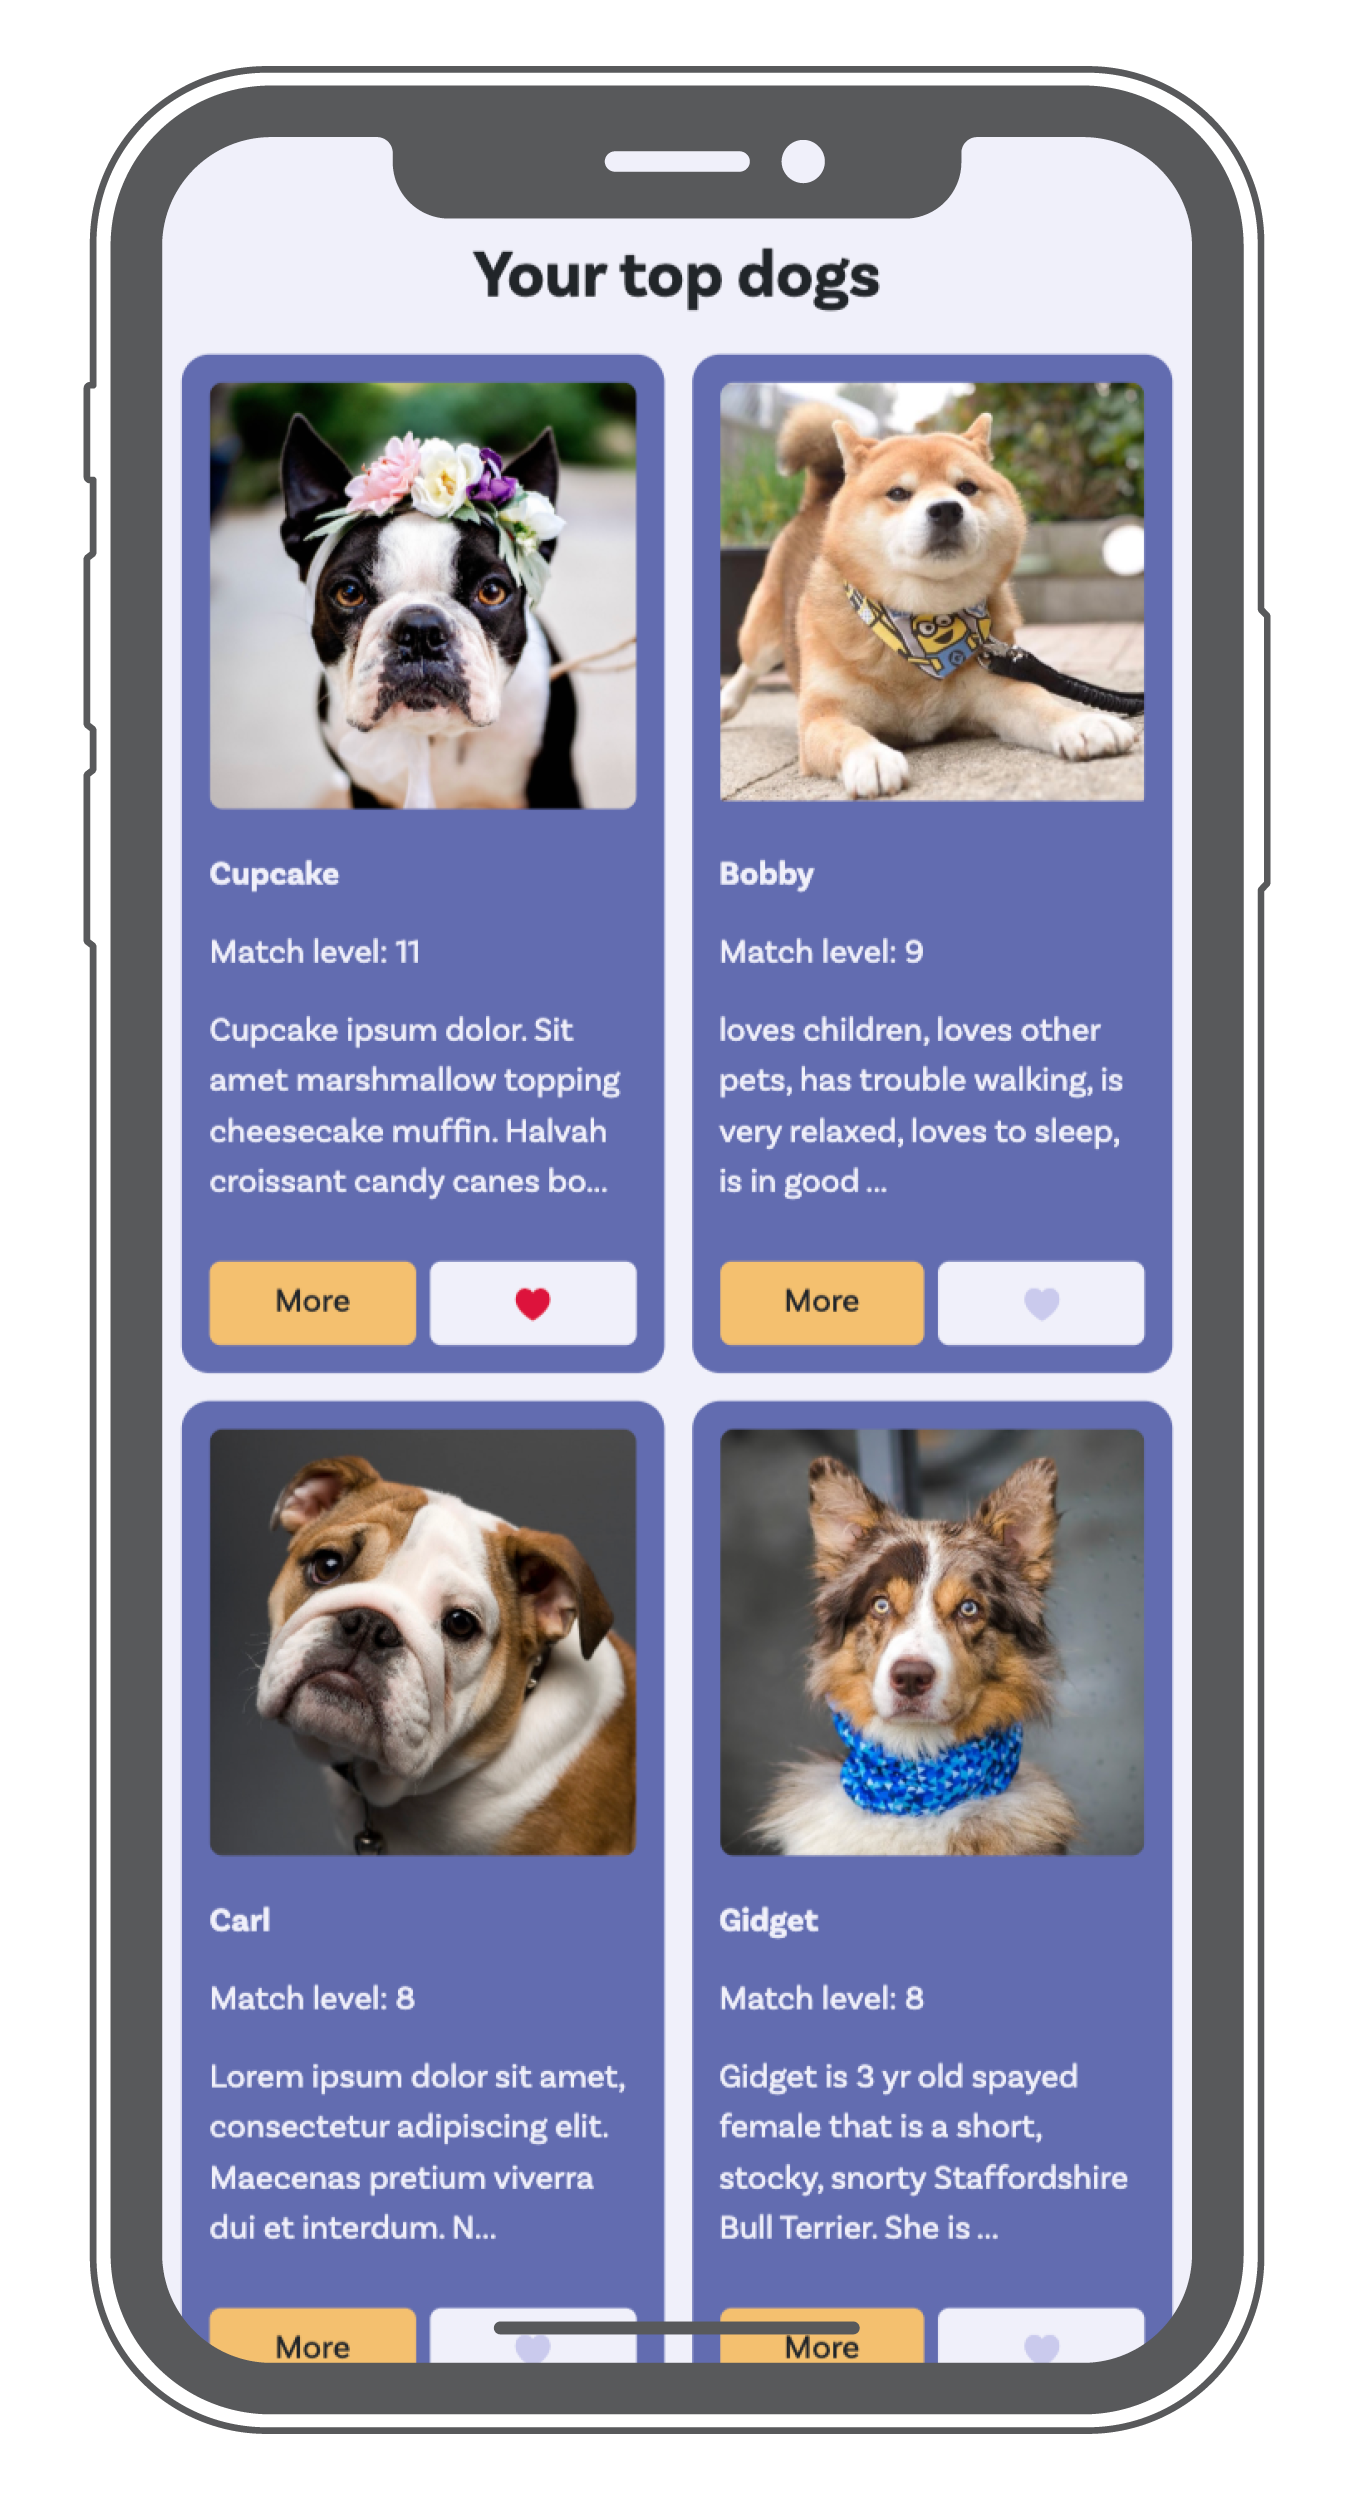 Your top dogs
Cupcake
Match level: 11
Cupcake ipsum dolor. Sit
amet marshmallow topping
cheesecake muffin. Halvah
croissant candy canes bo...
More
Bobby
Match level: 9
loves children, loves other
pets, has trouble walking, is
very relaxed, loves to sleep,
is in good ...
More
Carl
Match level: 8
Lorem ipsum dolor sit amet,
consectetur adipiscing elit.
Maecenas pretium viverra
dui et interdum. N...
More
Gidget
Match level: 8
Gidget is 3 yr old spayed
female that is a short,
stocky, snorty Staffordshire
Bull Terrier. She is ...
More